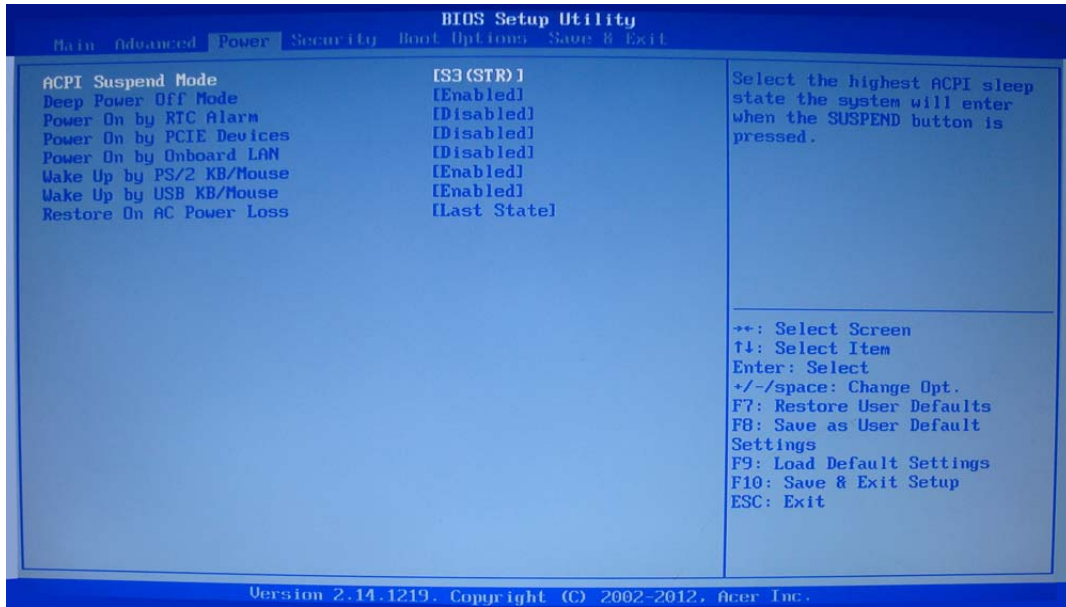 BIOS Setup Utility
Main Advanced Power Security Boot Options Save & Exit
ACPI Suspend Mode [S3(STR)]
Deep Power Off Mode [Enabled]
Power On by RTC Alarm [Disabled]
Power On by PCIE Devices [Disabled]
Power On by Onboard LAN [Disabled]
Wake Up by PS/2 KB/Mouse [Enabled]
Wake Up by USB KB/Mouse [Enabled]
Restore On AC Power Loss [Last State]
Select the highest ACPI sleep
state the system will enter
when the SUSPEND button is
pressed.
→←: Select Screen
↑↓: Select Item
Enter: Select
+/-/space: Change Opt.
F7: Restore User Defaults
F8: Save as User Default
Settings
F9: Load Default Settings
F10: Save & Exit Setup
ESC: Exit
Version 2.14.1219. Copyright (C) 2002-2012, Acer Inc.